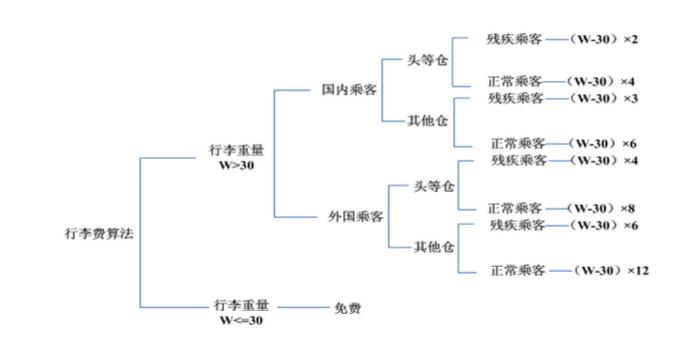 残疾乘客 (W-30) ×2
头等仓
正常乘客 (W-30) ×4
国内乘客
残疾乘客 (W-30) ×3
其他仓
正常乘客 (W-30) ×6
行李重量
W>30
残疾乘客 (W-30) ×4
头等仓
正常乘客 (W-30) ×8
外国乘客
残疾乘客 (W-30) ×6
其他仓
正常乘客 (W-30) ×12
行李费算法
行李重量
W<=30
免费